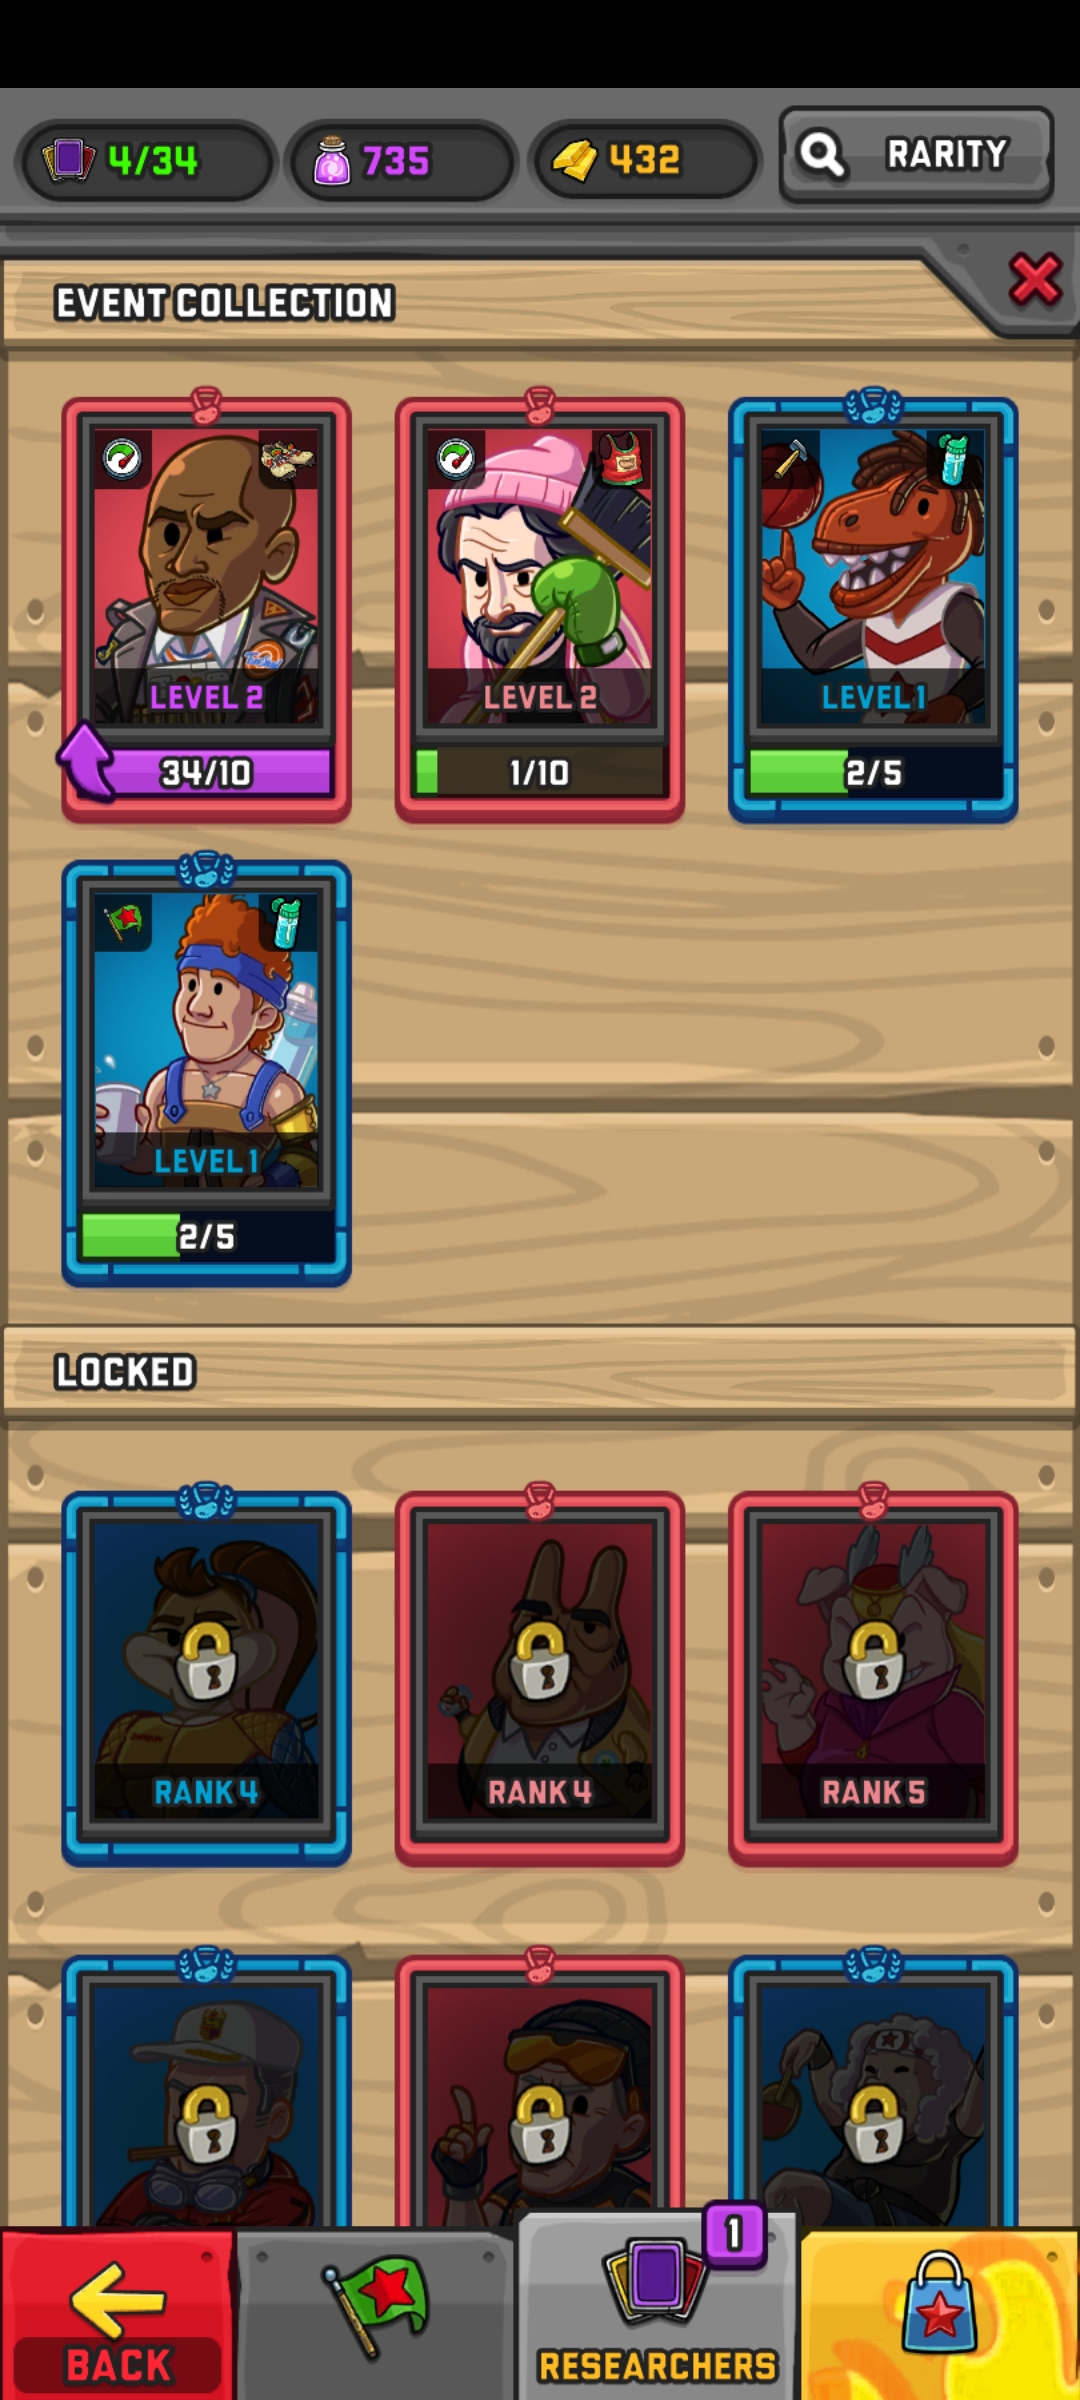 4/34
735
432
RARITY
EVENT COLLECTION
LEVEL 2
34/10
LEVEL 2
1/10
LEVEL 1
2/5
LEVEL 1
2/5
LOCKED
RANK 4
RANK 4
RANK 5
BACK
1
RESEARCHERS